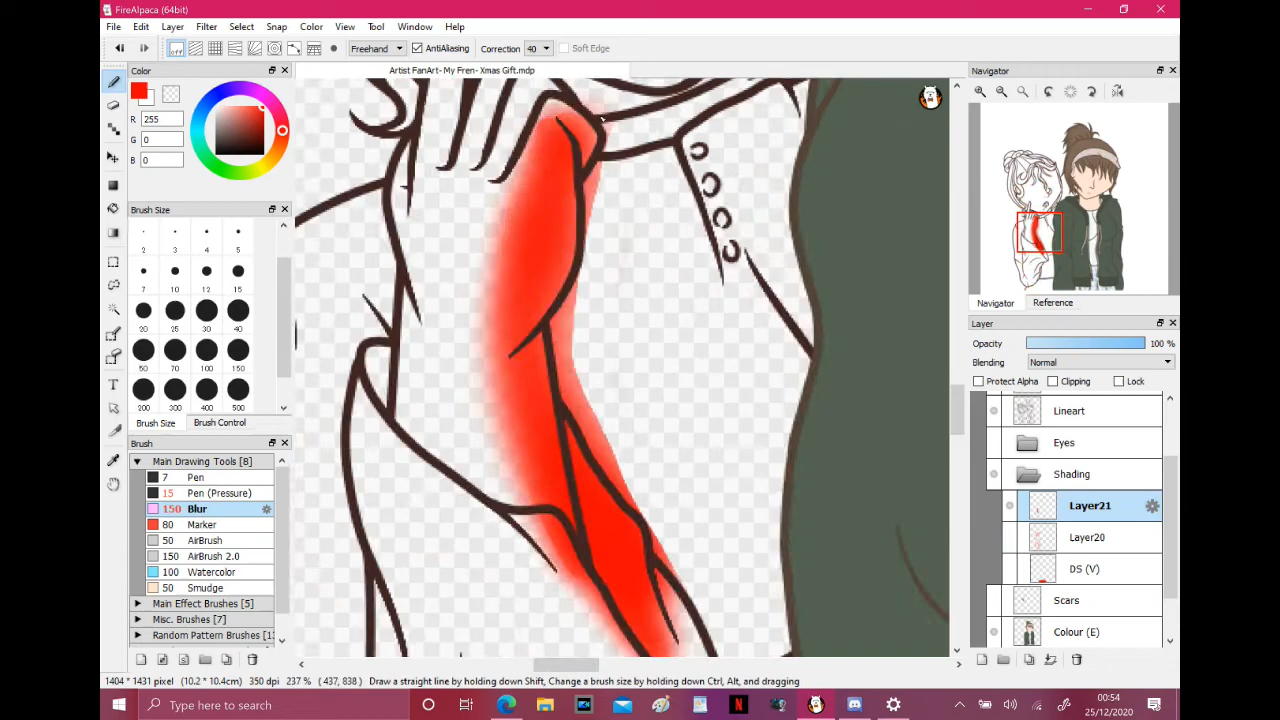 FireAlpaca (64bit)
File Edit Layer Filter Select Snap Color View Tool Window Help
off Freehand AntiAliasing Correction 40 Soft Edge
Color
Artist FanArt- My Fren- Xmas Gift.mdp
Navigator
R 255
G 0
B 0
Brush Size
2 3 4 5
7 10 12 15
20 25 30 40
50 70 100 150
200 300 400 500
Brush Size Brush Control
Navigator Reference
Layer
Opacity 100 %
Blending Normal
Protect Alpha Clipping Lock
Lineart
Eyes
Shading
Layer21
Layer20
DS (V)
Scars
Colour (E)
Brush
Main Drawing Tools [8]
7 Pen
15 Pen (Pressure)
150 Blur
80 Marker
50 AirBrush
150 AirBrush 2.0
100 Watercolor
50 Smudge
Main Effect Brushes [5]
Misc. Brushes [7]
Random Pattern Brushes [1
1404 * 1431 pixel (10.2 * 10.4cm) 350 dpi 237 % ( 437, 838 ) Draw a straight line by holding down Shift, Change a brush size by holding down Ctrl, Alt, and dragging
Type here to search
00:54
25/12/2020